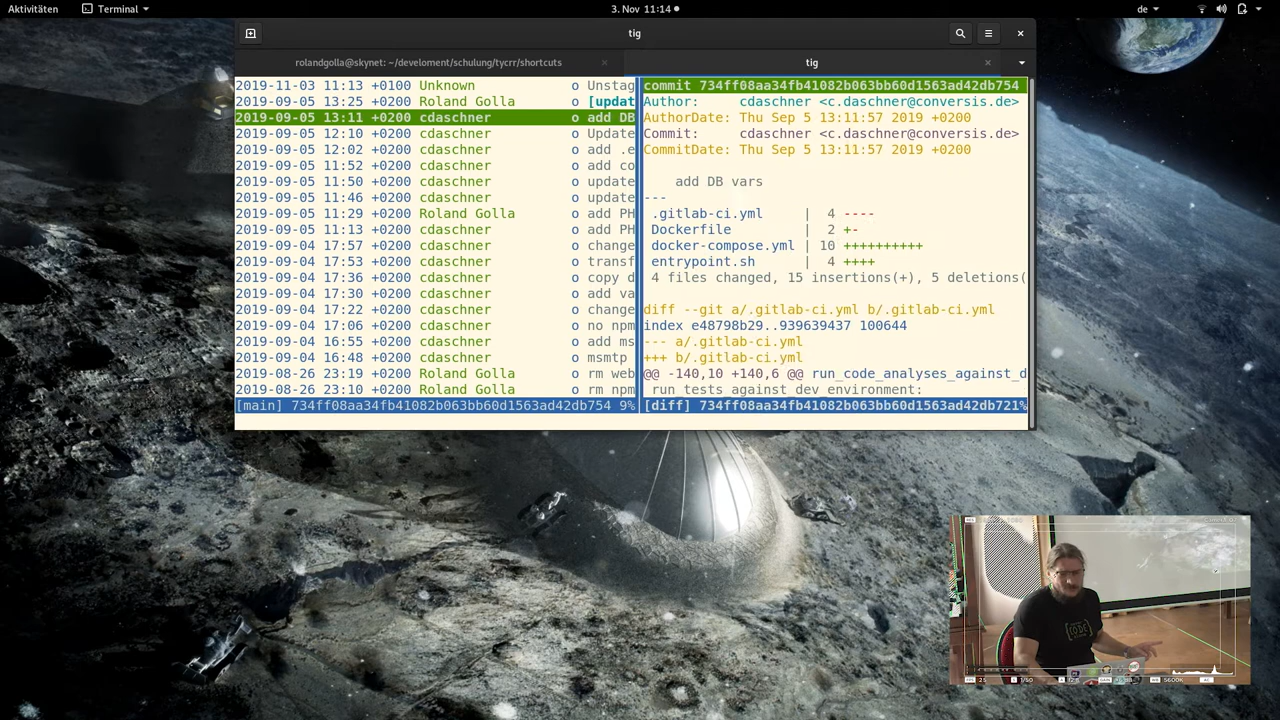 Aktivitäten Terminal 3. Nov 11:14 de
tig
rolandgolla@skynet: ~/develoment/schulung/tycrr/shortcuts
tig
2019-11-03 11:13 +0100 Unknown o Unstag
2019-09-05 13:25 +0200 Roland Golla o [updat
2019-09-05 13:11 +0200 cdaschner o add DB
2019-09-05 12:10 +0200 cdaschner o Update
2019-09-05 12:02 +0200 cdaschner o add .e
2019-09-05 11:52 +0200 cdaschner o add co
2019-09-05 11:50 +0200 cdaschner o update
2019-09-05 11:46 +0200 cdaschner o update
2019-09-05 11:29 +0200 Roland Golla o add PH
2019-09-05 11:13 +0200 cdaschner o add PH
2019-09-04 17:57 +0200 cdaschner o change
2019-09-04 17:53 +0200 cdaschner o transf
2019-09-04 17:36 +0200 cdaschner o copy d
2019-09-04 17:30 +0200 cdaschner o add va
2019-09-04 17:22 +0200 cdaschner o change
2019-09-04 17:06 +0200 cdaschner o no npm
2019-09-04 16:55 +0200 cdaschner o add ms
2019-09-04 16:48 +0200 cdaschner o msmtp
2019-08-26 23:19 +0200 Roland Golla o rm web
2019-08-26 23:10 +0200 Roland Golla o rm npm
[main] 734ff08aa34fb41082b063bb60d1563ad42db754 9%
commit 734ff08aa34fb41082b063bb60d1563ad42db754
Author: cdaschner <c.daschner@conversis.de>
AuthorDate: Thu Sep 5 13:11:57 2019 +0200
Commit: cdaschner <c.daschner@conversis.de>
CommitDate: Thu Sep 5 13:11:57 2019 +0200
add DB vars
---
.gitlab-ci.yml | 4 ----
Dockerfile | 2 +-
docker-compose.yml | 10 ++++++++++
entrypoint.sh | 4 ++++
4 files changed, 15 insertions(+), 5 deletions(
diff --git a/.gitlab-ci.yml b/.gitlab-ci.yml
index e48798b29..939639437 100644
--- a/.gitlab-ci.yml
+++ b/.gitlab-ci.yml
@@ -140,10 +140,6 @@ run_code_analyses_against_d
run tests against dev environment:
[diff] 734ff08aa34fb41082b063bb60d1563ad42db721%
{CODE}
25
1/50
5600K